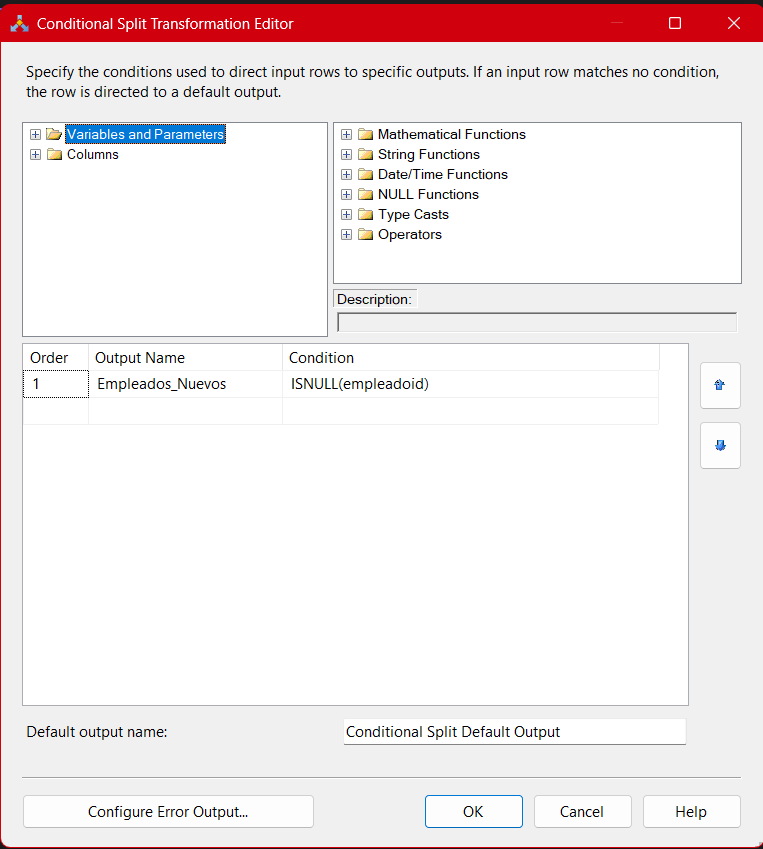 Conditional Split Transformation Editor
Specify the conditions used to direct input rows to specific outputs. If an input row matches no condition,
the row is directed to a default output.
Variables and Parameters
Columns
Mathematical Functions
String Functions
Date/Time Functions
NULL Functions
Type Casts
Operators
Description:
Order Output Name Condition
1 Empleados_Nuevos ISNULL(empleadoid)
Default output name: Conditional Split Default Output
Configure Error Output... OK Cancel Help